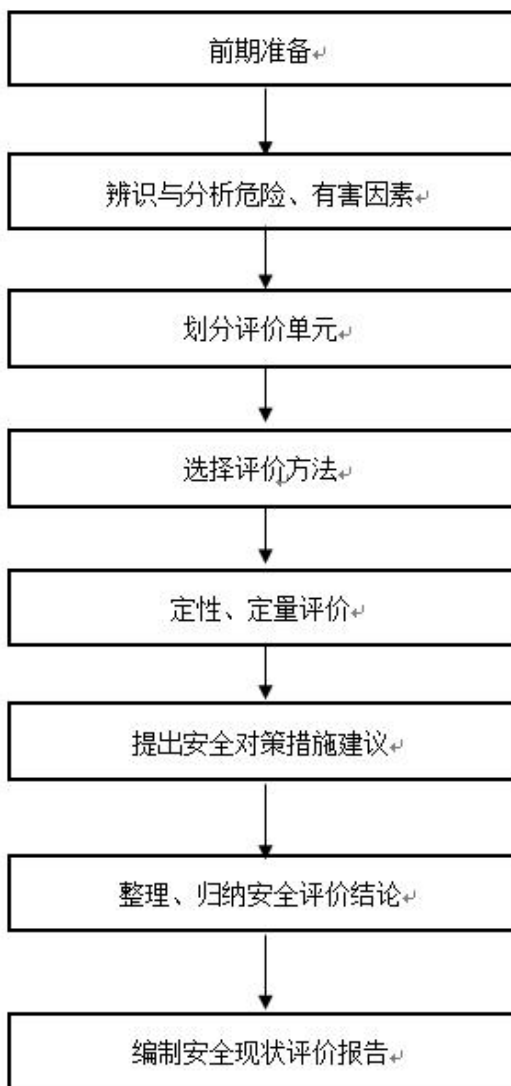 前期准备
辨识与分析危险、有害因素
划分评价单元
选择评价方法
定性、定量评价
提出安全对策措施建议
整理、归纳安全评价结论
编制安全现状评价报告